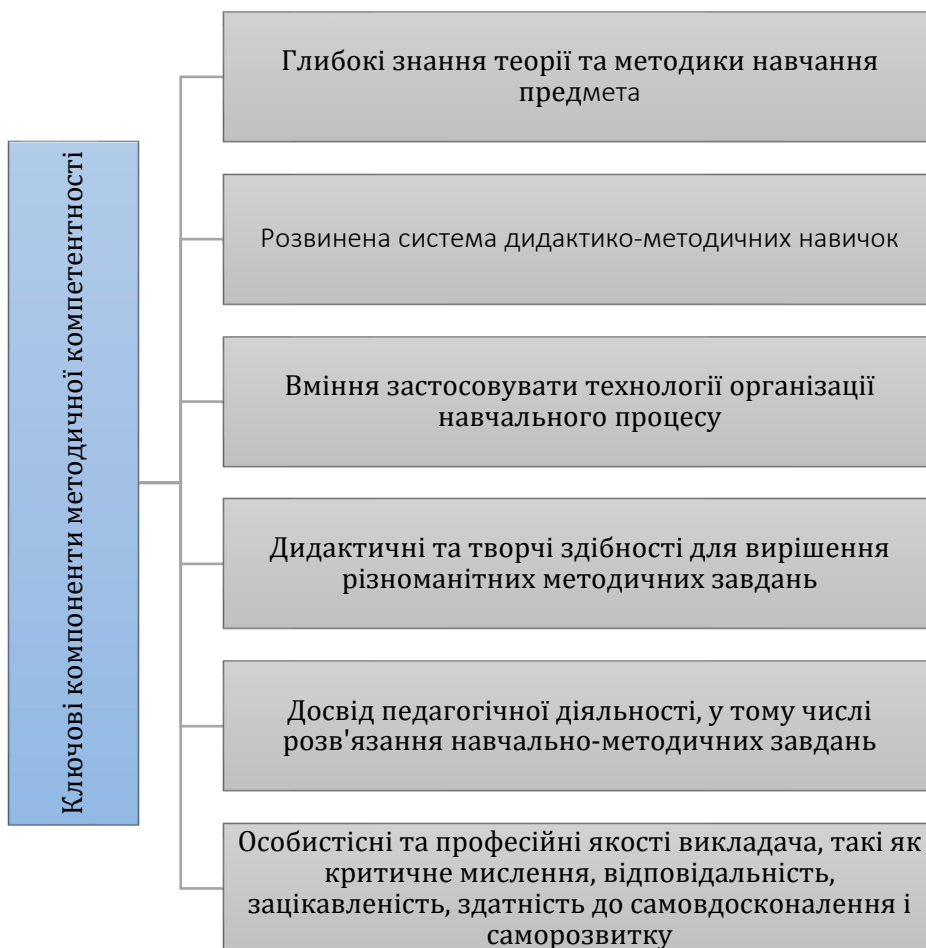 Ключові компоненти методичної компетентності
Глибокі знання теорії та методики навчання
предмета
Розвинена система дидактико-методичних навичок
Вміння застосовувати технології організації
навчального процесу
Дидактичні та творчі здібності для вирішення
різноманітних методичних завдань
Досвід педагогічної діяльності, у тому числі
розв'язання навчально-методичних завдань
Особистісні та професійні якості викладача, такі як
критичне мислення, відповідальність,
зацікавленість, здатність до самовдосконалення і
саморозвитку